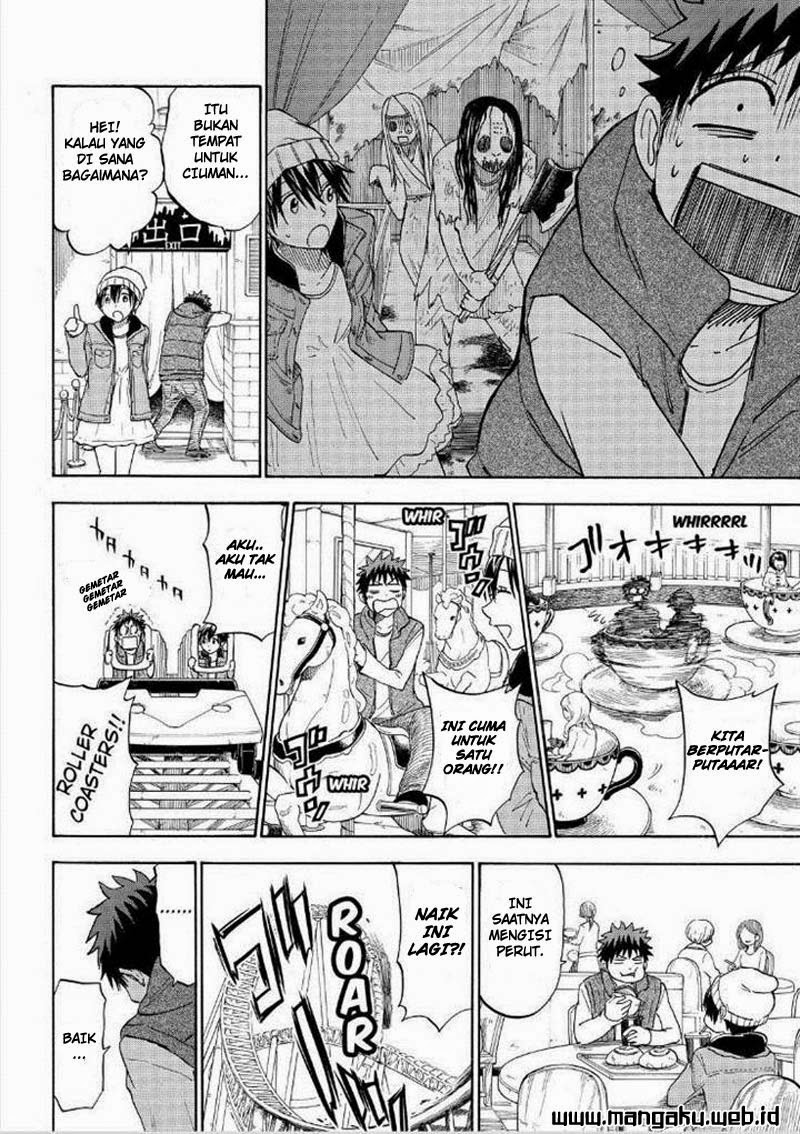 ITU
BUKAN
TEMPAT
UNTUK
CIUMAN...
HEI!
KALAU YANG
DI SANA
BAGAIMANA?
出口
EXIT
WHIRRRRL
KITA
BERPUTAR-
PUTAAAR!
WHIR
INI CUMA
UNTUK
SATU
ORANG!!
WHIR
AKU..
AKU TAK
MAU...
GEMETAR
GEMETAR
GEMETAR
ROLLER
COASTERS!!
INI
SAATNYA
MENGISI
PERUT.
NAIK
INI
LAGI?!
ROAR
......
BAIK
...
www.mangaku.web.id